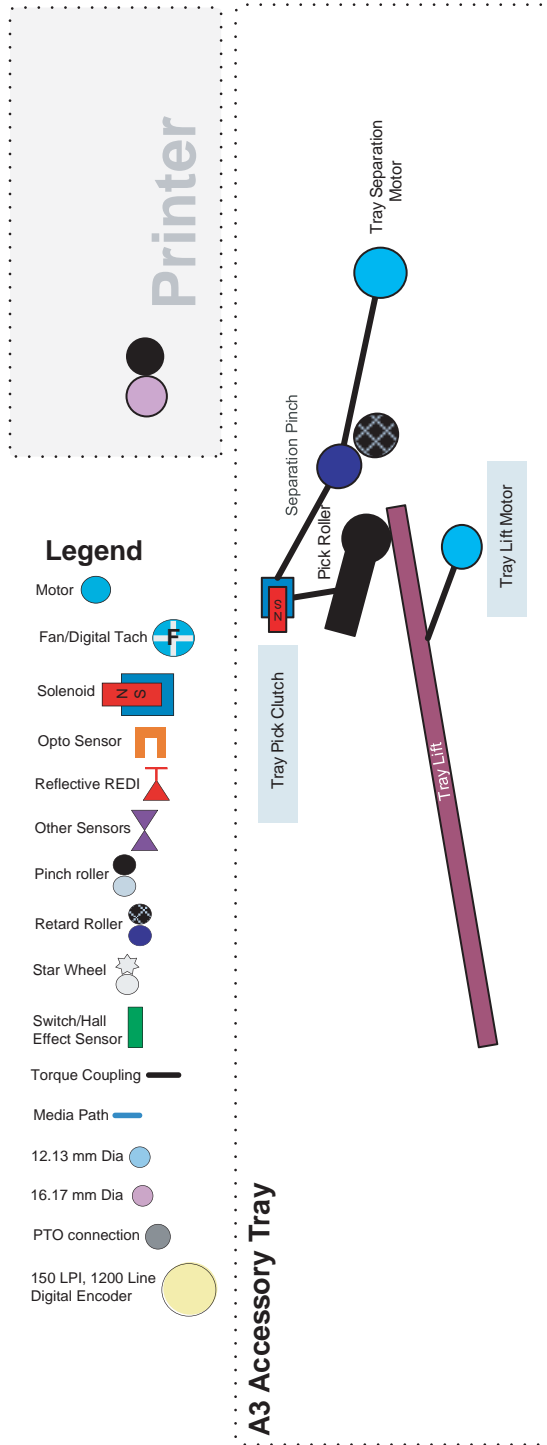 Printer
Tray Separation
Motor
Separation Pinch
Pick Roller
S
N
Tray Pick Clutch
Tray Lift Motor
Tray Lift
A3 Accessory Tray
Legend
Motor
Fan/Digital Tach
F
Solenoid
N
S
Opto Sensor
Reflective REDI
Other Sensors
Pinch roller
Retard Roller
Star Wheel
Switch/Hall
Effect Sensor
Torque Coupling
Media Path
12.13 mm Dia
16.17 mm Dia
PTO connection
150 LPI, 1200 Line
Digital Encoder